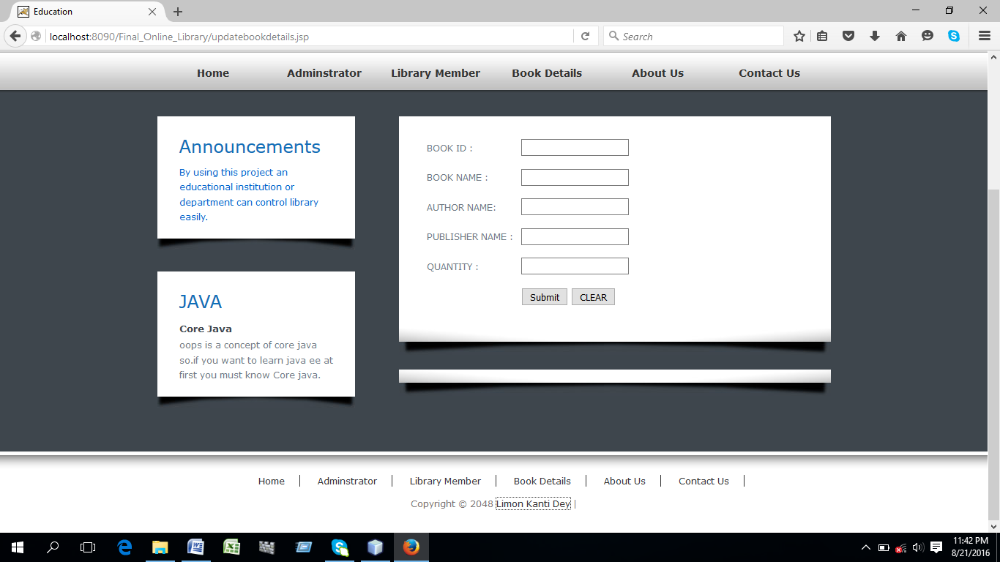 Education
localhost:8090/Final_Online_Library/updatebookdetails.jsp
Search
Home Adminstrator Library Member Book Details About Us Contact Us
Announcements
By using this project an
educational institution or
department can control library
easily.
JAVA
Core Java
oops is a concept of core java
so.if you want to learn java ee at
first you must know Core java.
BOOK ID :
BOOK NAME :
AUTHOR NAME:
PUBLISHER NAME :
QUANTITY :
Submit CLEAR
Home | Adminstrator | Library Member | Book Details | About Us | Contact Us |
Copyright © 2048 Limon Kanti Dey |
11:42 PM
8/21/2016